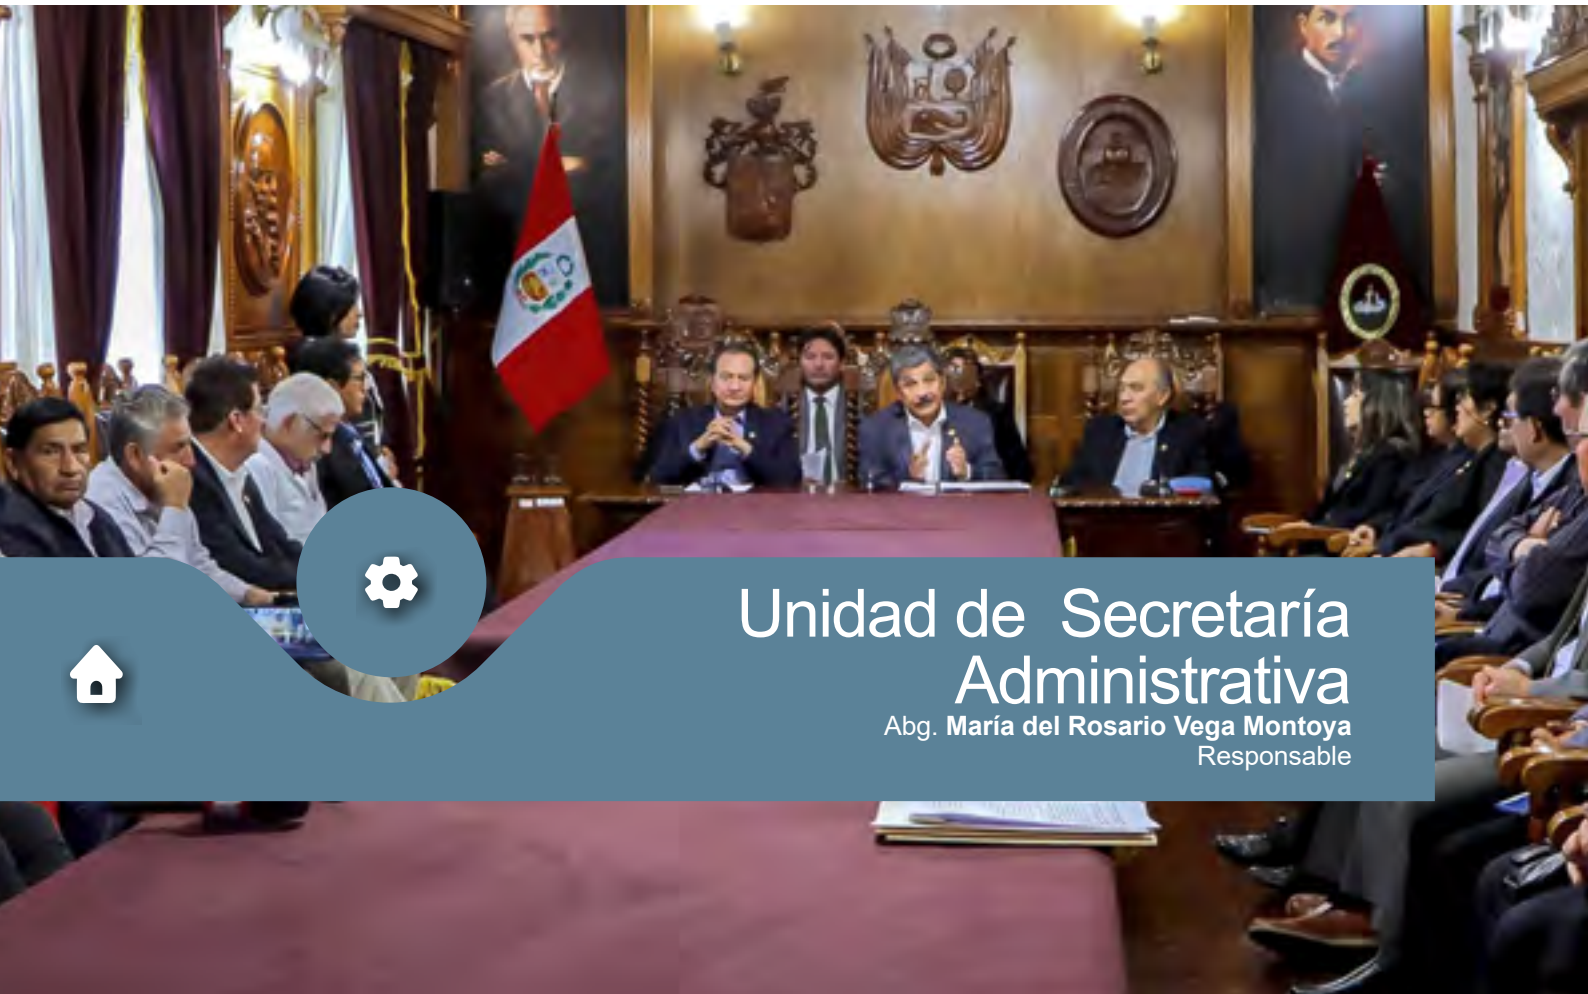 Unidad de  Secretaría
Administrativa
Abg. María del Rosario Vega Montoya
Responsable